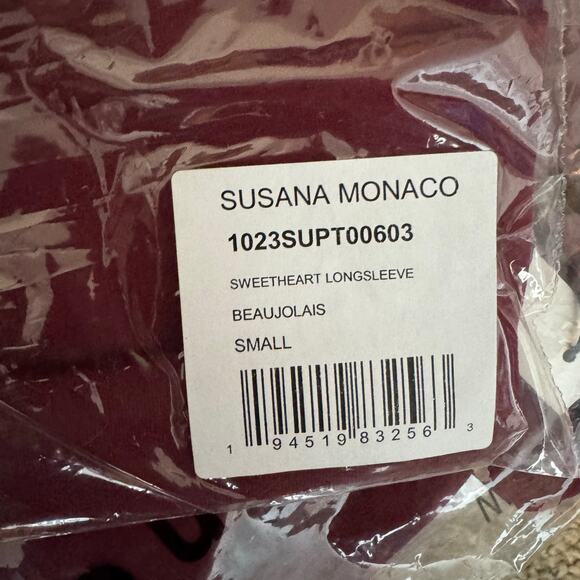 SUSANA MONACO
1023SUPT00603
SWEETHEART LONGSLEEVE
BEAUJOLAIS
SMALL
1 94519 83256 3